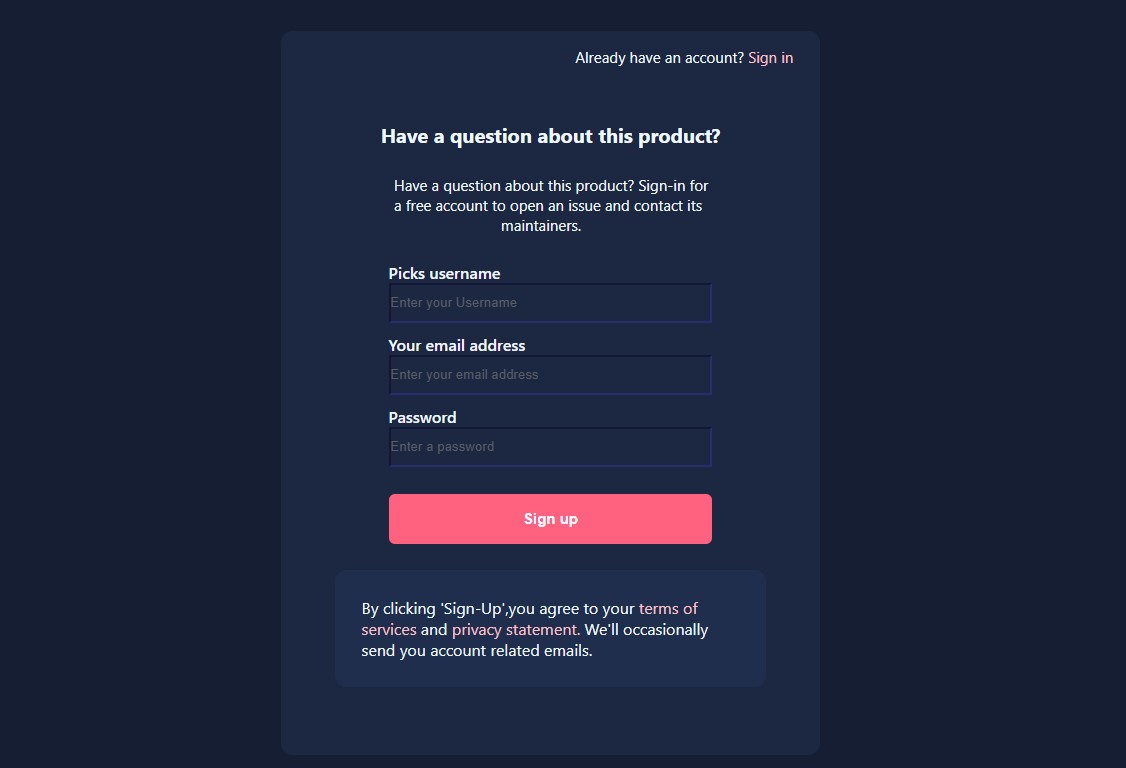 Already have an account? Sign in
Have a question about this product?
Have a question about this product? Sign-in for
a free account to open an issue and contact its
maintainers.
Picks username
Enter your Username
Your email address
Enter your email address
Password
Enter a password
Sign up
By clicking 'Sign-Up',you agree to your terms of
services and privacy statement. We'll occasionally
send you account related emails.